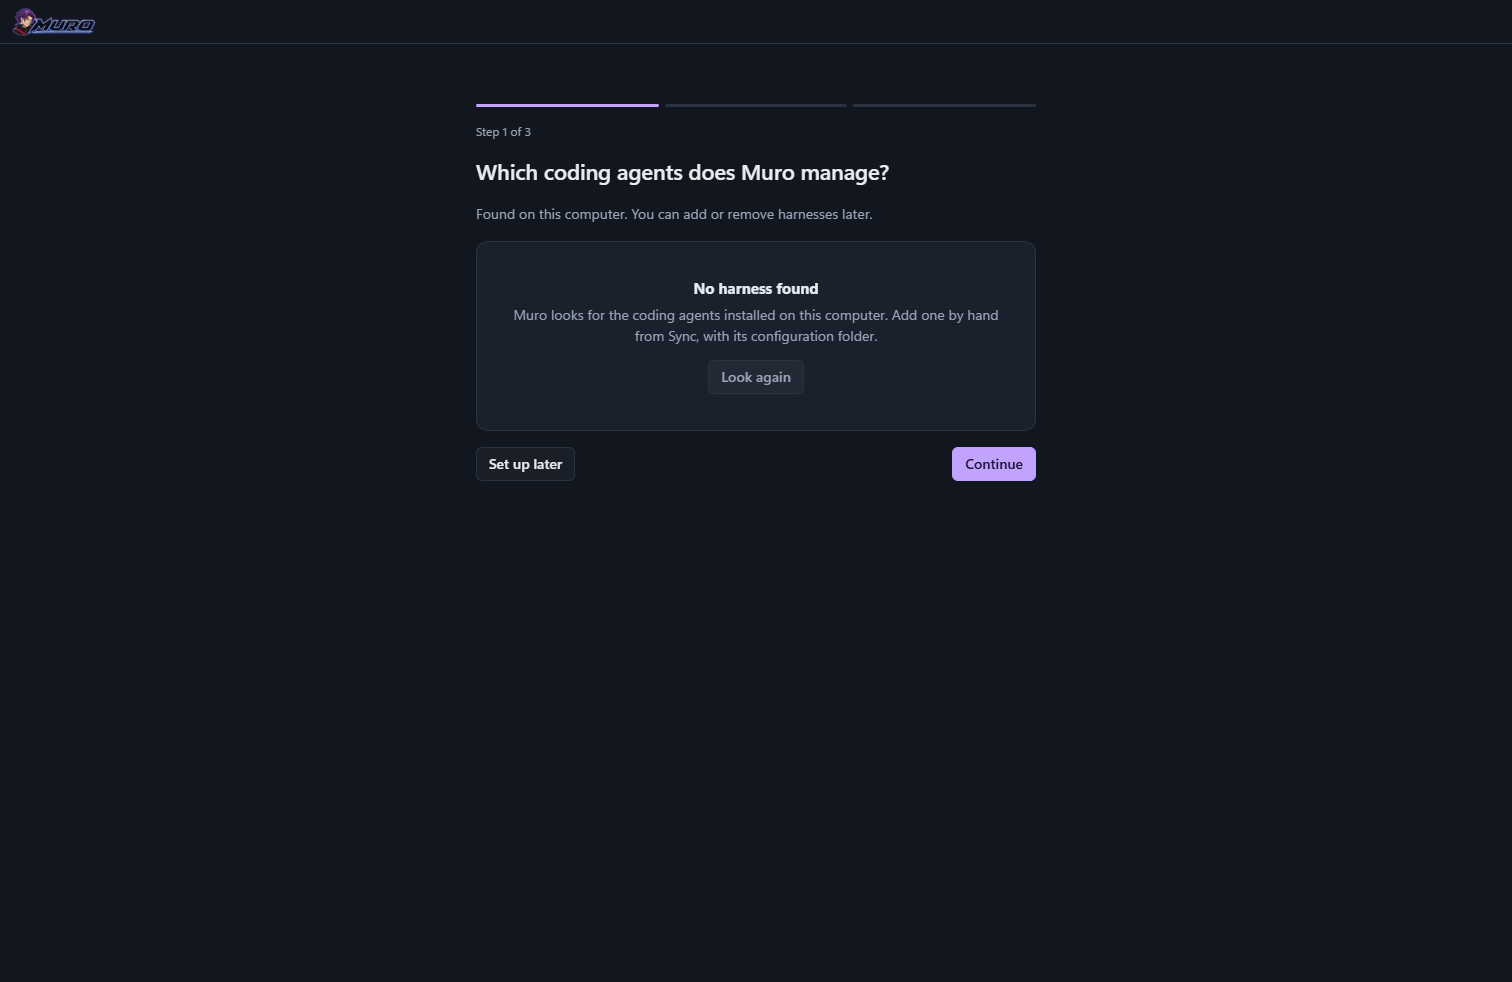 MURO
Step 1 of 3
Which coding agents does Muro manage?
Found on this computer. You can add or remove harnesses later.
No harness found
Muro looks for the coding agents installed on this computer. Add one by hand
from Sync, with its configuration folder.
Look again
Set up later
Continue